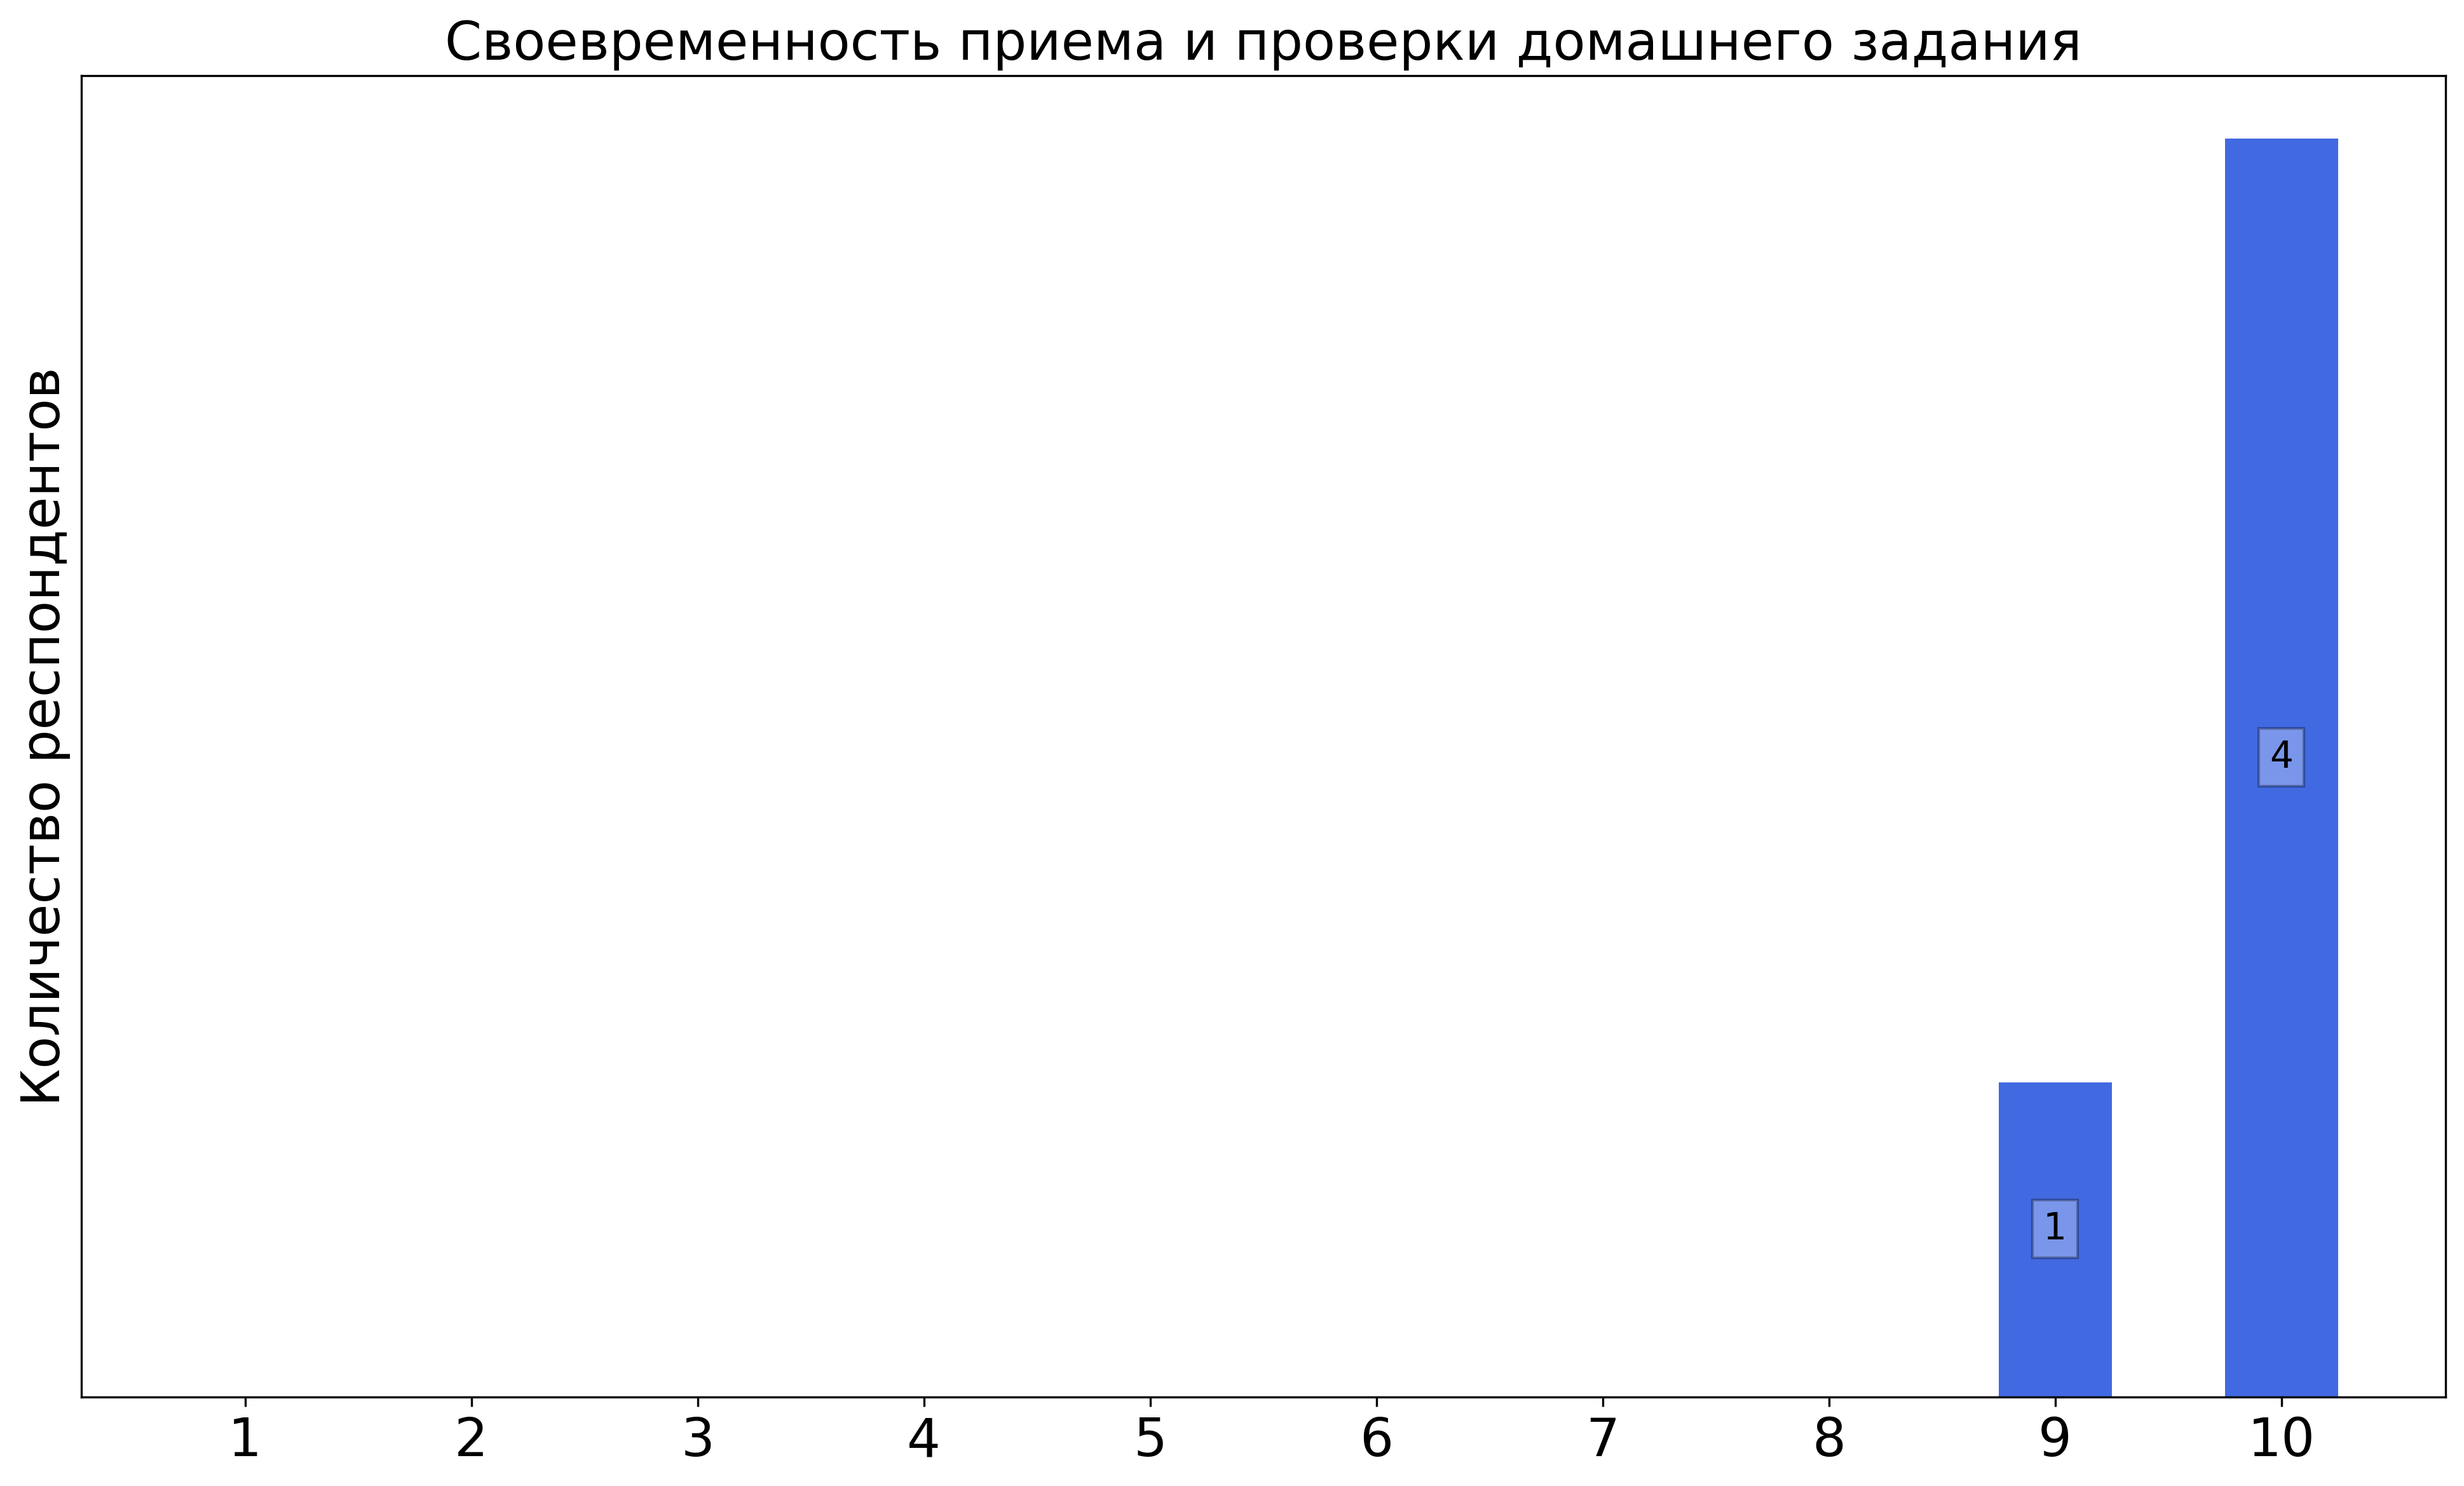 Своевременность приема и проверки домашнего задания
Количество респондентов
4
1
1 2 3 4 5 6 7 8 9 10